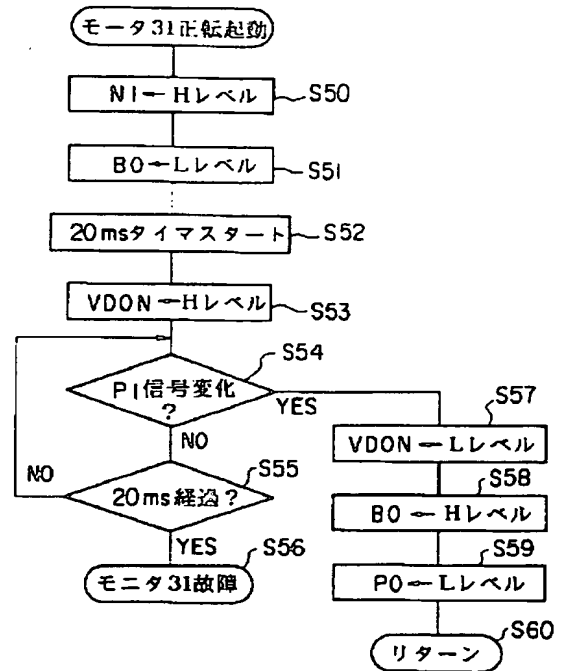 モータ31正転起動
N1←Hレベル
S50
B0←Lレベル
S51
20msタイマスタート
S52
VDON←Hレベル
S53
S54
P1信号変化
?
YES
NO
S55
NO
20ms経過?
YES
S56
モニタ31故障
S57
VDON←Lレベル
S58
B0←Hレベル
S59
P0←Lレベル
S60
リターン